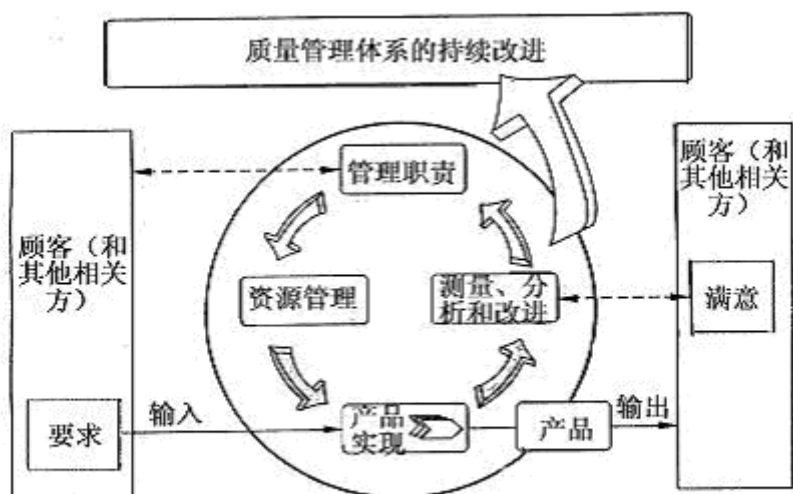 质量管理体系的持续改进
管理职责
顾客（和
其他相关
方）
顾客（和
其他相关
方）
资源管理
测量、分
析和改进
满意
要求
输入
产品
实现
产品
输出